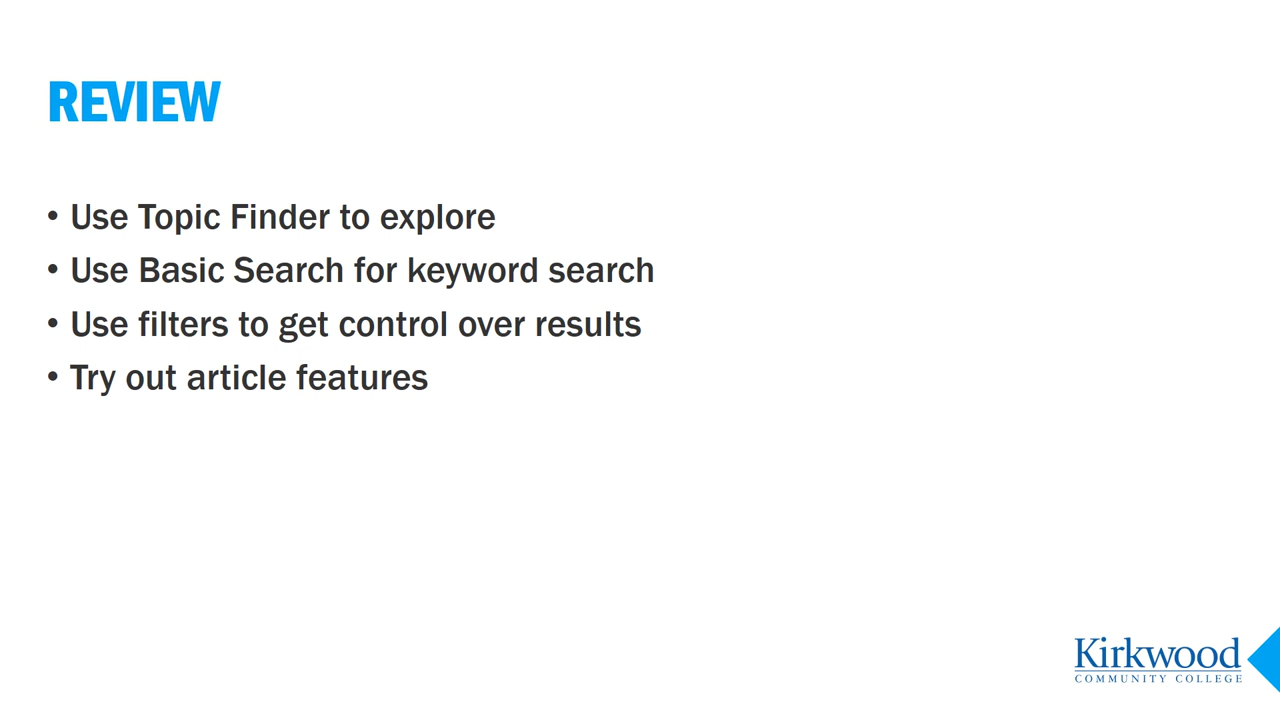 REVIEW
• Use Topic Finder to explore
• Use Basic Search for keyword search
• Use filters to get control over results
• Try out article features
Kirkwood
COMMUNITY COLLEGE